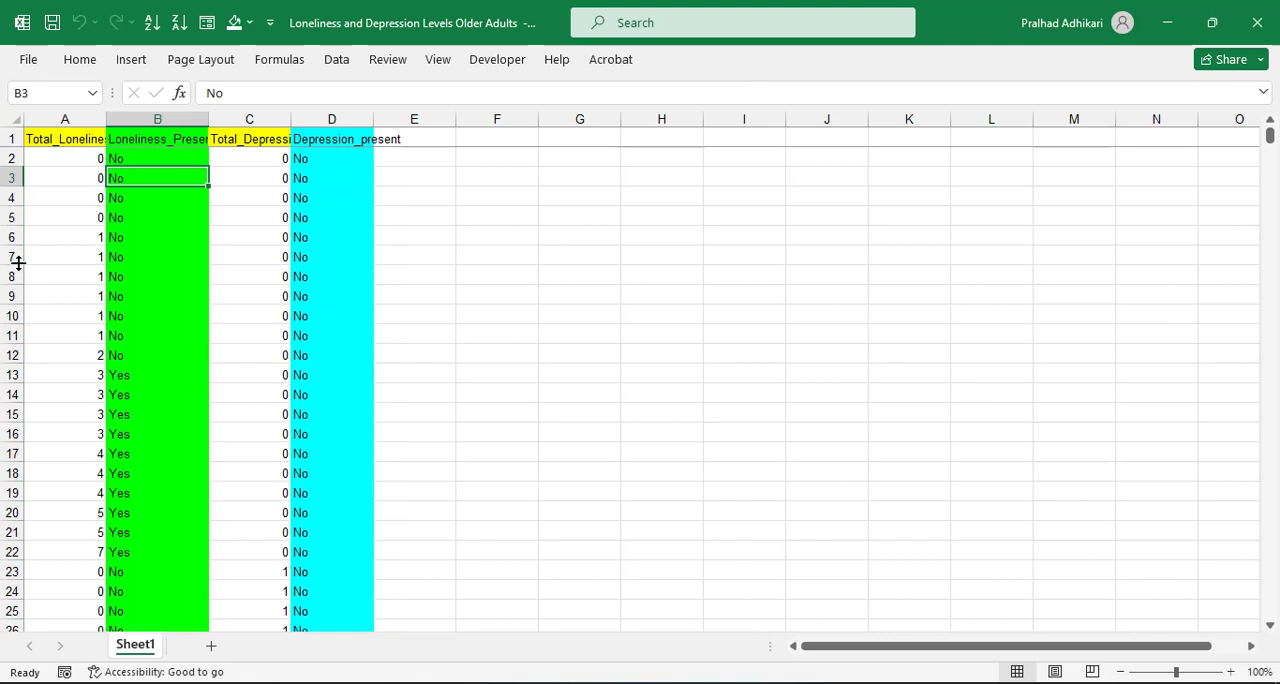 Loneliness and Depression Levels Older Adults -... Search Pralhad Adhikari
File Home Insert Page Layout Formulas Data Review View Developer Help Acrobat Share
B3 fx No
A B C D E F G H I J K L M N O
1 Total_Lonelines Loneliness_Presen Total_Depressi Depression_present
2 0 No 0 No
3 0 No 0 No
4 0 No 0 No
5 0 No 0 No
6 1 No 0 No
7 1 No 0 No
8 1 No 0 No
9 1 No 0 No
10 1 No 0 No
11 1 No 0 No
12 2 No 0 No
13 3 Yes 0 No
14 3 Yes 0 No
15 3 Yes 0 No
16 3 Yes 0 No
17 4 Yes 0 No
18 4 Yes 0 No
19 4 Yes 0 No
20 5 Yes 0 No
21 5 Yes 0 No
22 7 Yes 0 No
23 0 No 1 No
24 0 No 1 No
25 0 No 1 No
26 0 No 1 No
Sheet1
Ready Accessibility: Good to go 100%